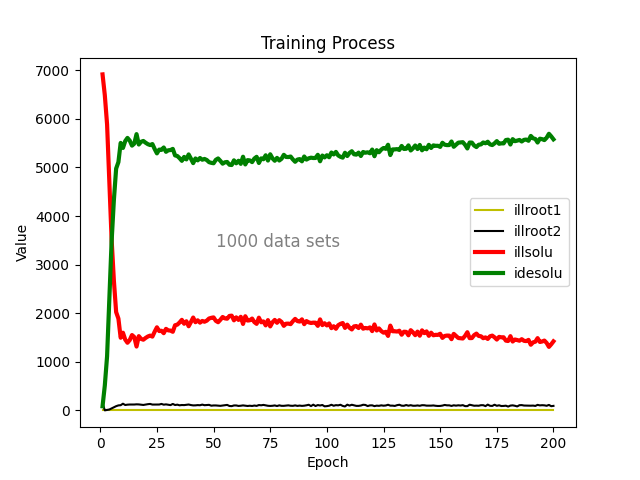 Training Process
Value
7000
6000
5000
4000
3000
2000
1000
0
1000 data sets
illroot1
illroot2
illsolu
idesolu
0 25 50 75 100 125 150 175 200
Epoch